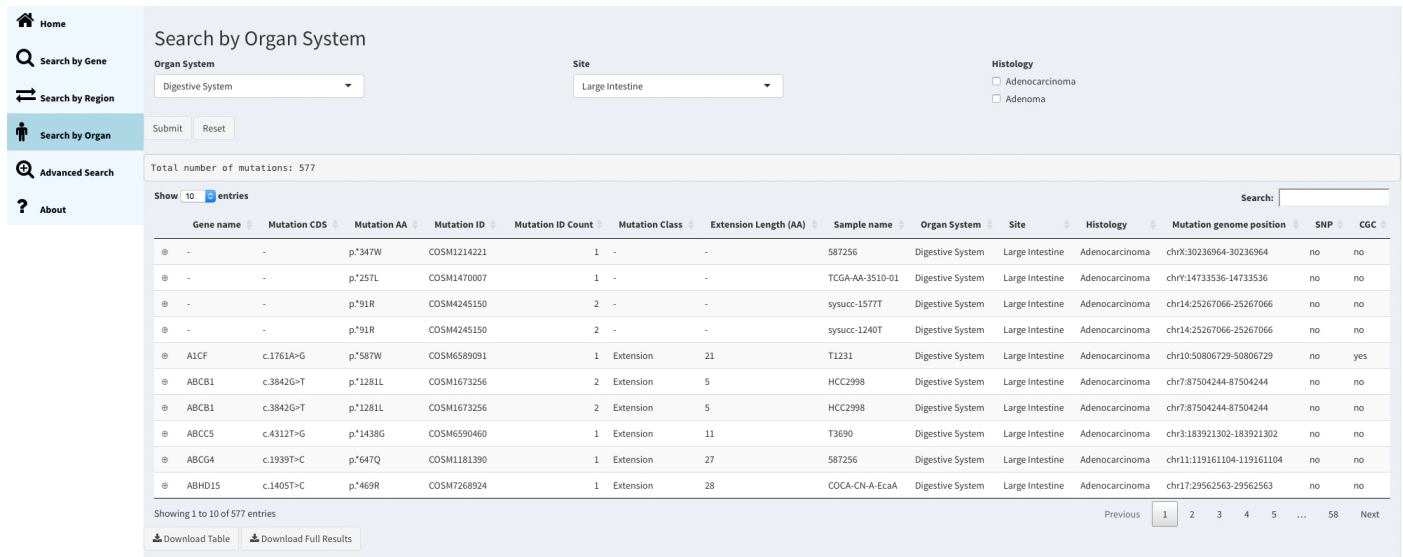 Home
Search by Gene
Search by Region
Search by Organ
Advanced Search
About
Search by Organ System
Organ System Site Histology
Digestive System Large Intestine Adenocarcinoma
Adenoma
Submit Reset
Total number of mutations: 577
Show 10 entries Search:
Gene name Mutation CDS Mutation AA Mutation ID Mutation ID Count Mutation Class Extension Length (AA) Sample name Organ System Site Histology Mutation genome position SNP CGC
- - p.*347W COSM1214221 1 - - 587256 Digestive System Large Intestine Adenocarcinoma chrX:30236964-30236964 no no
- - p.*257L COSM1470007 1 - - TCGA-AA-3510-01 Digestive System Large Intestine Adenocarcinoma chrY:14733536-14733536 no no
- - p.*91R COSM4245150 2 - - sysucc-1577T Digestive System Large Intestine Adenocarcinoma chr14:25267066-25267066 no no
- - p.*91R COSM4245150 2 - - sysucc-1240T Digestive System Large Intestine Adenocarcinoma chr14:25267066-25267066 no no
A1CF c.1761A>G p.*587W COSM6589091 1 Extension 21 T1231 Digestive System Large Intestine Adenocarcinoma chr10:50806729-50806729 no yes
ABCB1 c.3842G>T p.*1281L COSM1673256 2 Extension 5 HCC2998 Digestive System Large Intestine Adenocarcinoma chr7:87504244-87504244 no no
ABCB1 c.3842G>T p.*1281L COSM1673256 2 Extension 5 HCC2998 Digestive System Large Intestine Adenocarcinoma chr7:87504244-87504244 no no
ABCC5 c.4312T>G p.*1438G COSM6590460 1 Extension 11 T3690 Digestive System Large Intestine Adenocarcinoma chr3:183921302-183921302 no no
ABCG4 c.1939T>C p.*647Q COSM1181390 1 Extension 27 587256 Digestive System Large Intestine Adenocarcinoma chr11:119161104-119161104 no no
ABHD15 c.1405T>C p.*469R COSM7268924 1 Extension 28 COCA-CN-A-EcaA Digestive System Large Intestine Adenocarcinoma chr17:29562563-29562563 no no
Showing 1 to 10 of 577 entries Previous 1 2 3 4 5 ... 58 Next
Download Table Download Full Results